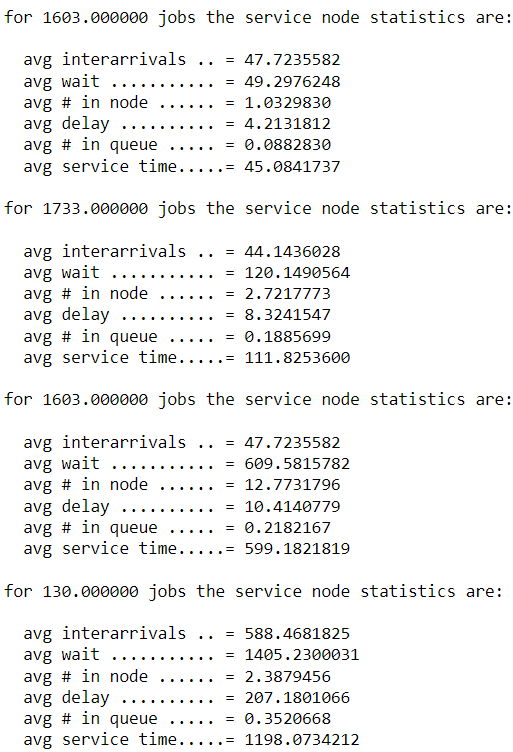 for 1603.000000 jobs the service node statistics are:
avg interarrivals .. = 47.7235582
avg wait ........... = 49.2976248
avg # in node ...... = 1.0329830
avg delay .......... = 4.2131812
avg # in queue ..... = 0.0882830
avg service time.....= 45.0841737
for 1733.000000 jobs the service node statistics are:
avg interarrivals .. = 44.1436028
avg wait ........... = 120.1490564
avg # in node ...... = 2.7217773
avg delay .......... = 8.3241547
avg # in queue ..... = 0.1885699
avg service time.....= 111.8253600
for 1603.000000 jobs the service node statistics are:
avg interarrivals .. = 47.7235582
avg wait ........... = 609.5815782
avg # in node ...... = 12.7731796
avg delay .......... = 10.4140779
avg # in queue ..... = 0.2182167
avg service time.....= 599.1821819
for 130.000000 jobs the service node statistics are:
avg interarrivals .. = 588.4681825
avg wait ........... = 1405.2300031
avg # in node ...... = 2.3879456
avg delay .......... = 207.1801066
avg # in queue ..... = 0.3520668
avg service time.....= 1198.0734212